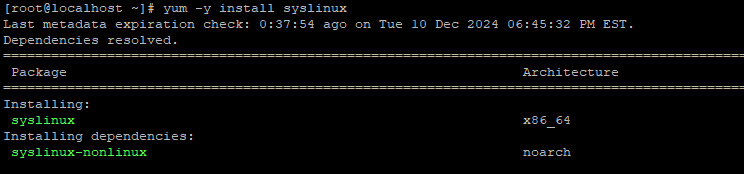 [root@localhost ~]# yum -y install syslinux
Last metadata expiration check: 0:37:54 ago on Tue 10 Dec 2024 06:45:32 PM EST.
Dependencies resolved.
================================================================================
Package Architecture
================================================================================
Installing:
syslinux x86_64
Installing dependencies:
syslinux-nonlinux noarch